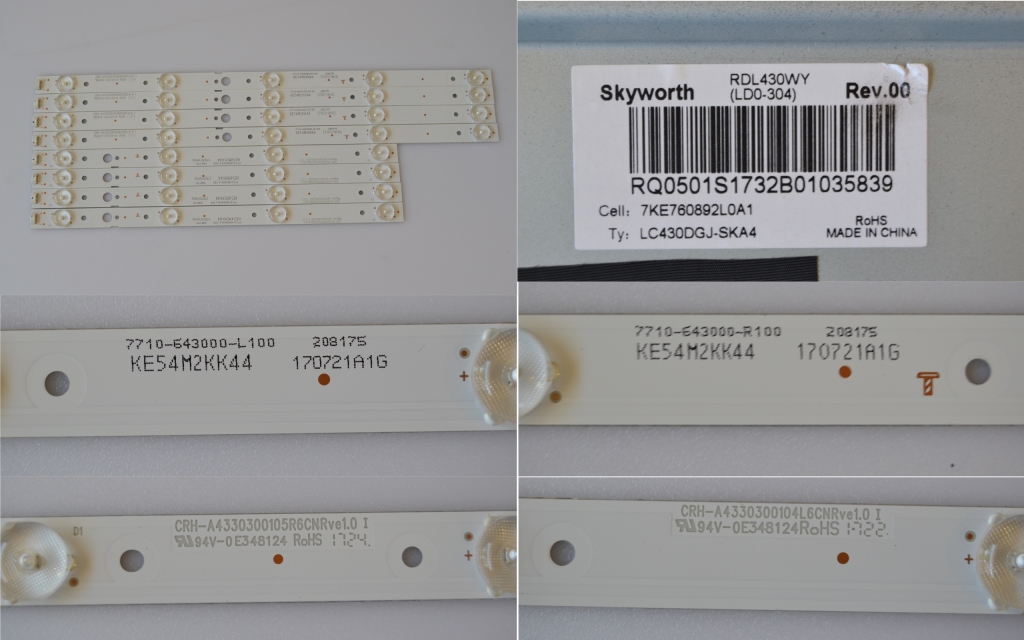 Skyworth
RDL430WY
(LD0-304)
Rev.00
RQ0501S1732B01035839
Cell: 7KE760892L0A1
Ty: LC430DGJ-SKA4
RoHS
MADE IN CHINA
7710-643000-L100 208175
KE54M2KK44 170721A1G
7710-643000-R100 208175
KE54M2KK44 170721A1G
T
D1
CRH-A4330300105R6CNRve1.0 I
94V-0E348124 RoHS 1724.
CRH-A4330300104L6CNRve1.0 I
94V-0E348124RoHS 1722.